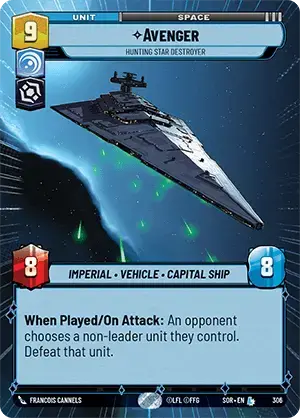 UNIT SPACE
9
AVENGER
HUNTING STAR DESTROYER
8 IMPERIAL • VEHICLE • CAPITAL SHIP 8
When Played/On Attack: An opponent
chooses a non-leader unit they control.
Defeat that unit.
FRANCOIS CANNELS ©LFL ©FFG SOR•EN 306